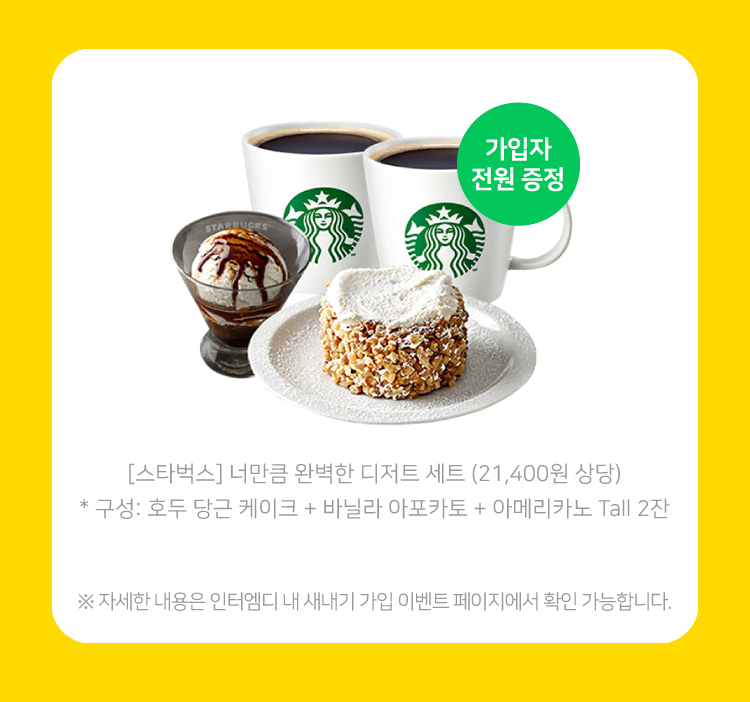 가입자
전원 증정
STARBUCKS
[스타벅스] 너만큼 완벽한 디저트 세트 (21,400원 상당)
* 구성: 호두 당근 케이크 + 바닐라 아포카토 + 아메리카노 Tall 2잔
※ 자세한 내용은 인터엠디 내 새내기 가입 이벤트 페이지에서 확인 가능합니다.